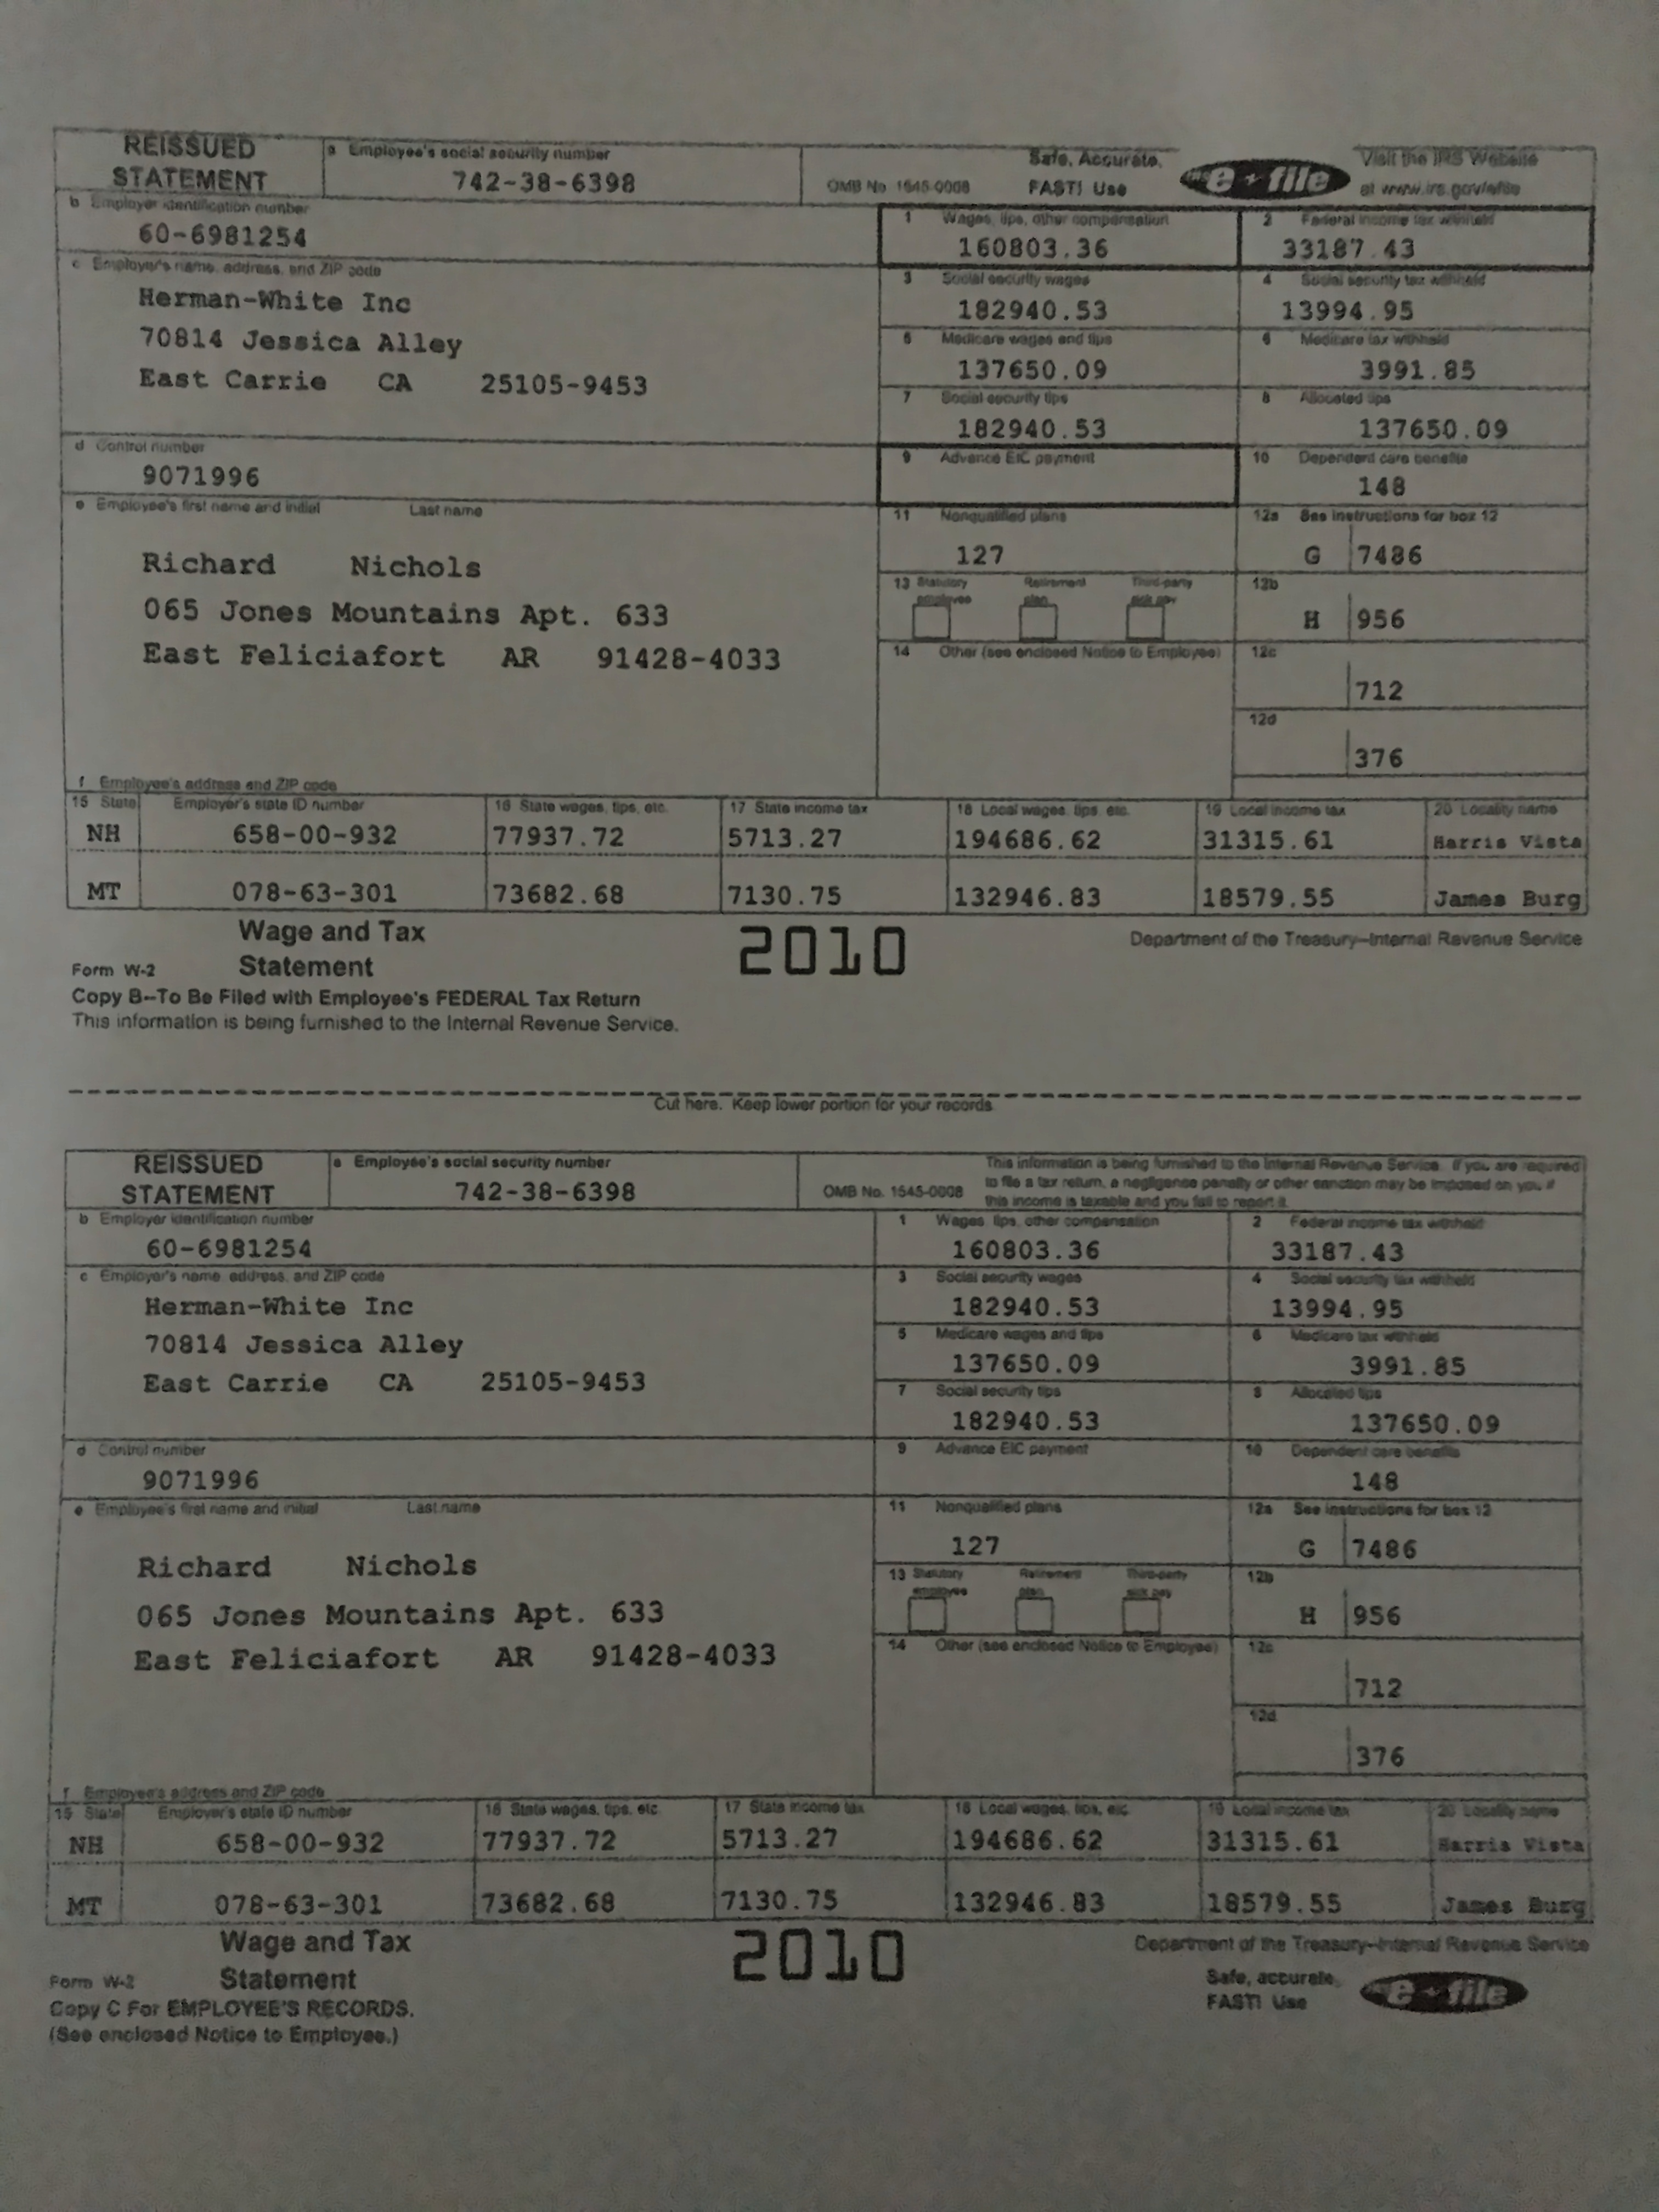 REISSUED STATEMENT
a Employee's social security number
742-38-6398
OMB No. 1545-0008
Safe, Accurate,
FAST! Use
e file
Visit the IRS Website
at www.irs.gov/efile
b Employer identification number
60-6981254
1 Wages, tips, other compensation
160803.36
2 Federal income tax withheld
33187.43
c Employer's name, address, and ZIP code
Herman-White Inc
70814 Jessica Alley
East Carrie CA 25105-9453
3 Social security wages
182940.53
4 Social security tax withheld
13994.95
5 Medicare wages and tips
137650.09
6 Medicare tax withheld
3991.85
7 Social security tips
182940.53
8 Allocated tips
137650.09
d Control number
9071996
9 Advance EIC payment
10 Dependent care benefits
148
e Employee's first name and initial Last name
Richard Nichols
065 Jones Mountains Apt. 633
East Feliciafort AR 91428-4033
11 Nonqualified plans
127
12a See instructions for box 12
G 7486
13 Statutory employee
Retirement plan
Third-party sick pay
12b
H 956
14 Other (see enclosed Notice to Employee)
12c
712
12d
376
f Employee's address and ZIP code
15 State Employer's state ID number 16 State wages, tips, etc. 17 State income tax 18 Local wages, tips, etc. 19 Local income tax 20 Locality name
NH 658-00-932 77937.72 5713.27 194686.62 31315.61 Harris Vista
MT 078-63-301 73682.68 7130.75 132946.83 18579.55 James Burg
Wage and Tax
Form W-2 Statement
2010
Department of the Treasury--Internal Revenue Service
Copy B--To Be Filed with Employee's FEDERAL Tax Return
This information is being furnished to the Internal Revenue Service.
Cut here. Keep lower portion for your records
REISSUED STATEMENT
a Employee's social security number
742-38-6398
OMB No. 1545-0008
This information is being furnished to the Internal Revenue Service. If you are required
to file a tax return, a negligence penalty or other sanction may be imposed on you if
this income is taxable and you fail to report it.
b Employer identification number
60-6981254
1 Wages, tips, other compensation
160803.36
2 Federal income tax withheld
33187.43
c Employer's name, address, and ZIP code
Herman-White Inc
70814 Jessica Alley
East Carrie CA 25105-9453
3 Social security wages
182940.53
4 Social security tax withheld
13994.95
5 Medicare wages and tips
137650.09
6 Medicare tax withheld
3991.85
7 Social security tips
182940.53
8 Allocated tips
137650.09
d Control number
9071996
9 Advance EIC payment
10 Dependent care benefits
148
e Employee's first name and initial Last name
Richard Nichols
065 Jones Mountains Apt. 633
East Feliciafort AR 91428-4033
11 Nonqualified plans
127
12a See instructions for box 12
G 7486
13 Statutory employee
Retirement plan
Third-party sick pay
12b
H 956
14 Other (see enclosed Notice to Employee)
12c
712
12d
376
f Employee's address and ZIP code
15 State Employer's state ID number 16 State wages, tips, etc 17 State income tax 18 Local wages, tips, etc. 19 Local income tax 20 Locality name
NH 658-00-932 77937.72 5713.27 194686.62 31315.61 Harris Vista
MT 078-63-301 73682.68 7130.75 132946.83 18579.55 James Burg
Wage and Tax
Form W-2 Statement
2010
Department of the Treasury--Internal Revenue Service
Safe, accurate,
FAST! Use
e file
Copy C For EMPLOYEE'S RECORDS.
(See enclosed Notice to Employee.)